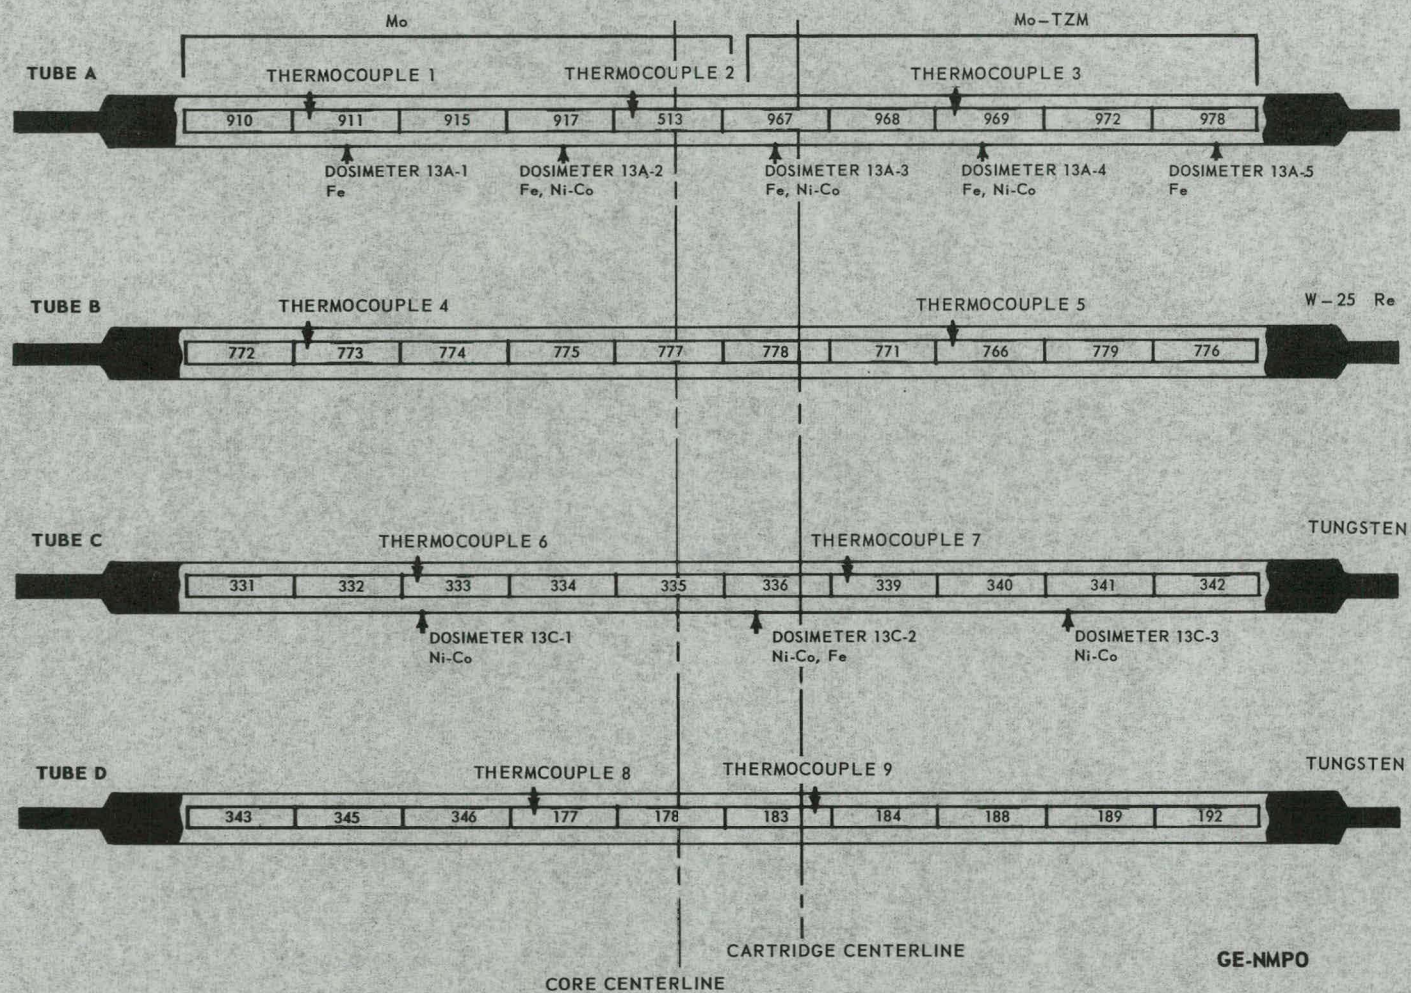 Mo
Mo-TZM
TUBE A
THERMOCOUPLE 1
THERMOCOUPLE 2
THERMOCOUPLE 3
910 911 915 917 513 967 968 969 972 978
DOSIMETER 13A-1
Fe
DOSIMETER 13A-2
Fe, Ni-Co
DOSIMETER 13A-3
Fe, Ni-Co
DOSIMETER 13A-4
Fe, Ni-Co
DOSIMETER 13A-5
Fe
TUBE B
THERMOCOUPLE 4
THERMOCOUPLE 5
W-25 Re
772 773 774 775 777 778 771 766 779 776
TUBE C
THERMOCOUPLE 6
THERMOCOUPLE 7
TUNGSTEN
331 332 333 334 335 336 339 340 341 342
DOSIMETER 13C-1
Ni-Co
DOSIMETER 13C-2
Ni-Co, Fe
DOSIMETER 13C-3
Ni-Co
TUBE D
THERMCOUPLE 8
THERMOCOUPLE 9
TUNGSTEN
343 345 346 177 178 183 184 188 189 192
CARTRIDGE CENTERLINE
CORE CENTERLINE
GE-NMPO